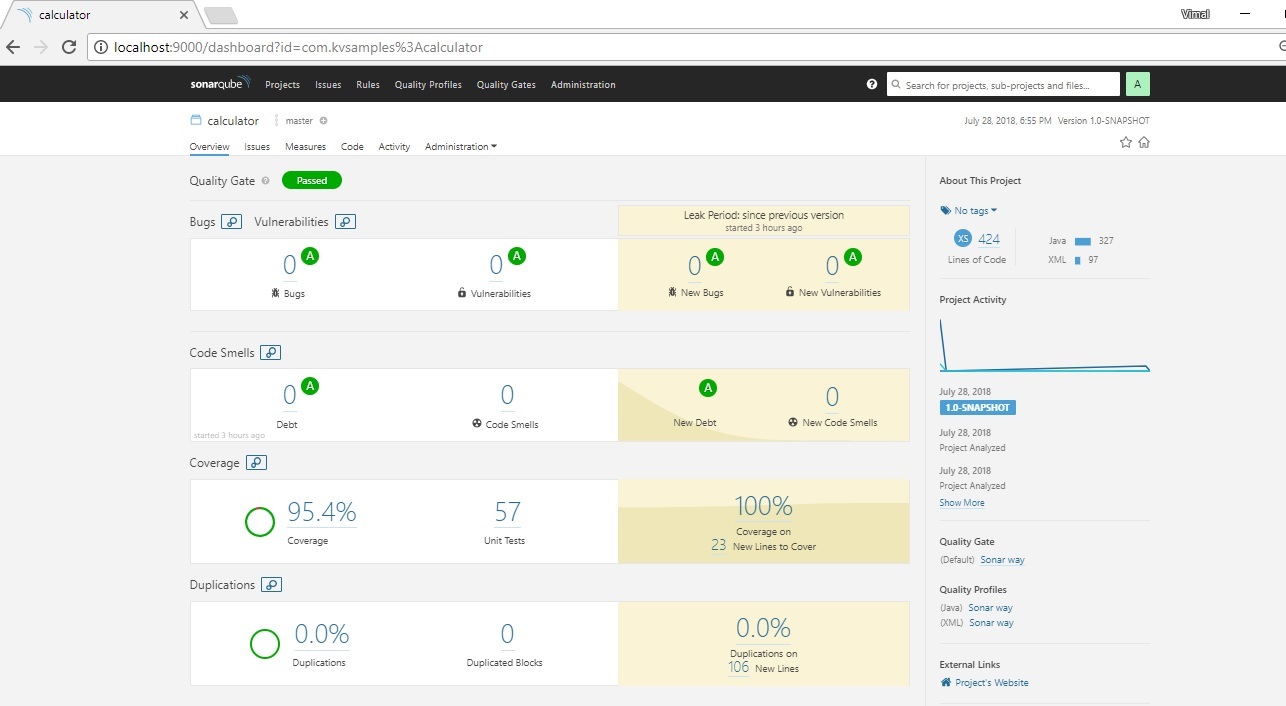 calculator
Vimal
localhost:9000/dashboard?id=com.kvsamples%3Acalculator
sonarqube Projects Issues Rules Quality Profiles Quality Gates Administration
Search for projects, sub-projects and files... A
calculator master
July 28, 2018, 6:55 PM Version 1.0-SNAPSHOT
Overview Issues Measures Code Activity Administration
Quality Gate Passed
Bugs Vulnerabilities
Leak Period: since previous version
started 3 hours ago
0 A 0 A 0 A 0 A
Bugs Vulnerabilities New Bugs New Vulnerabilities
Code Smells
0 A 0 A 0
Debt Code Smells New Debt New Code Smells
started 3 hours ago
Coverage
95.4% 57 100%
Coverage Unit Tests Coverage on
23 New Lines to Cover
Duplications
0.0% 0 0.0%
Duplications Duplicated Blocks Duplications on
106 New Lines
About This Project
No tags
XS 424
Lines of Code
Java 327
XML 97
Project Activity
July 28, 2018
1.0-SNAPSHOT
July 28, 2018
Project Analyzed
July 28, 2018
Project Analyzed
Show More
Quality Gate
(Default) Sonar way
Quality Profiles
(Java) Sonar way
(XML) Sonar way
External Links
Project's Website